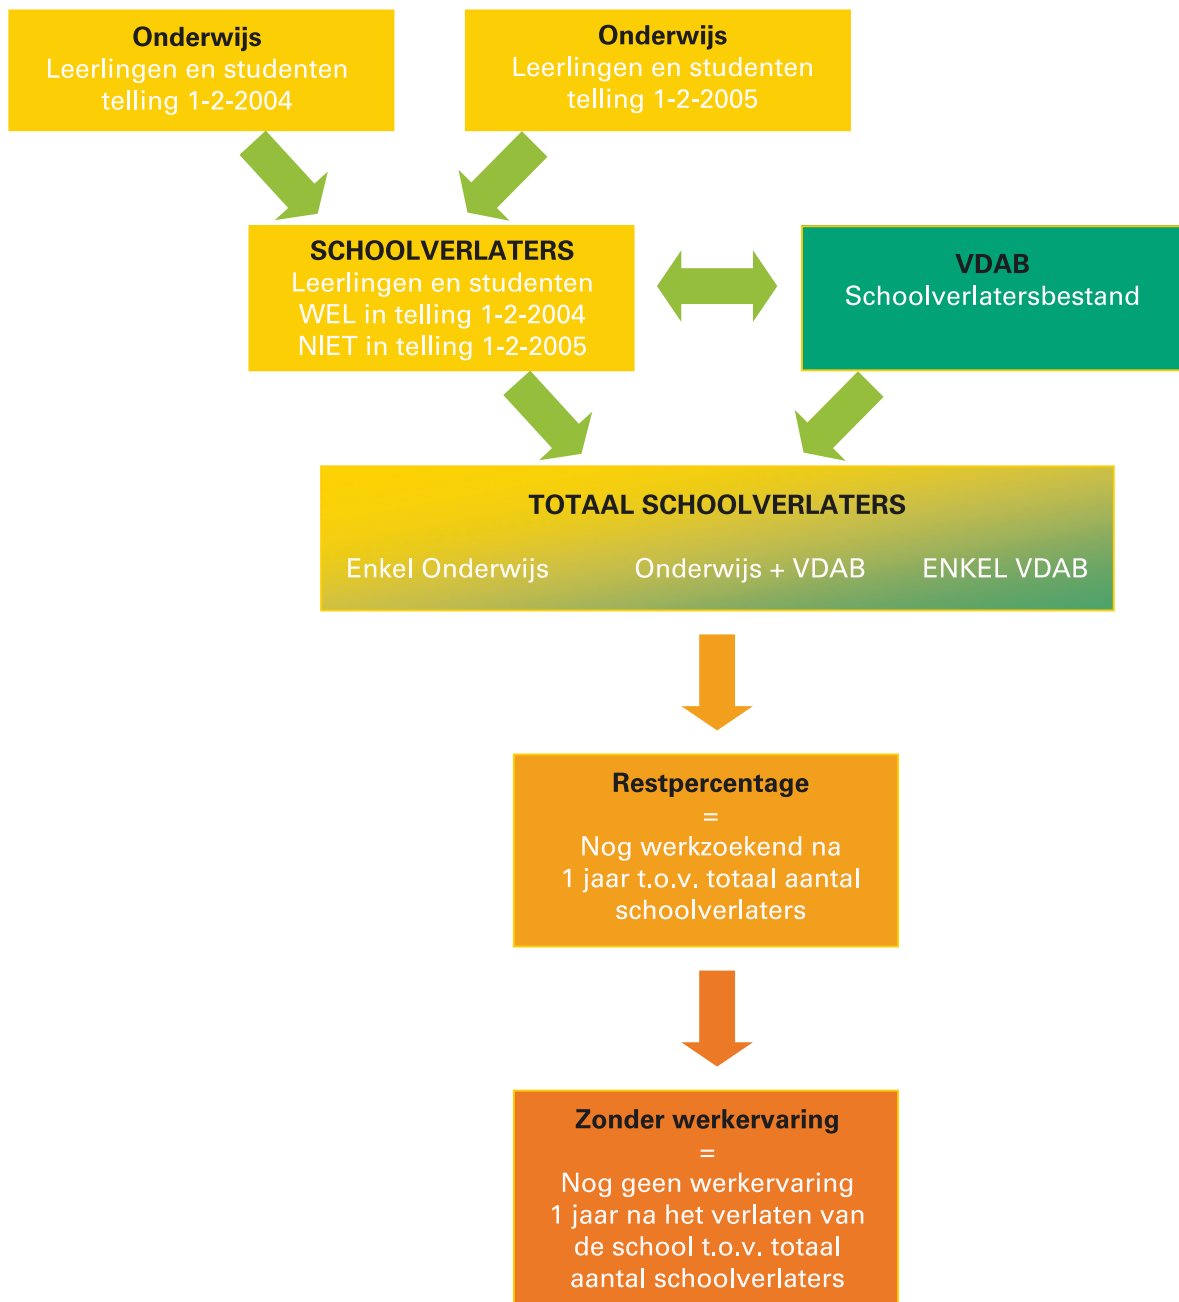 Onderwijs
Leerlingen en studenten
telling 1-2-2004
Onderwijs
Leerlingen en studenten
telling 1-2-2005
SCHOOLVERLATERS
Leerlingen en studenten
WEL in telling 1-2-2004
NIET in telling 1-2-2005
VDAB
Schoolverlatersbestand
TOTAAL SCHOOLVERLATERS
Enkel Onderwijs Onderwijs + VDAB ENKEL VDAB
Restpercentage
=
Nog werkzoekend na
1 jaar t.o.v. totaal aantal
schoolverlaters
Zonder werkervaring
=
Nog geen werkervaring
1 jaar na het verlaten van
de school t.o.v. totaal
aantal schoolverlaters